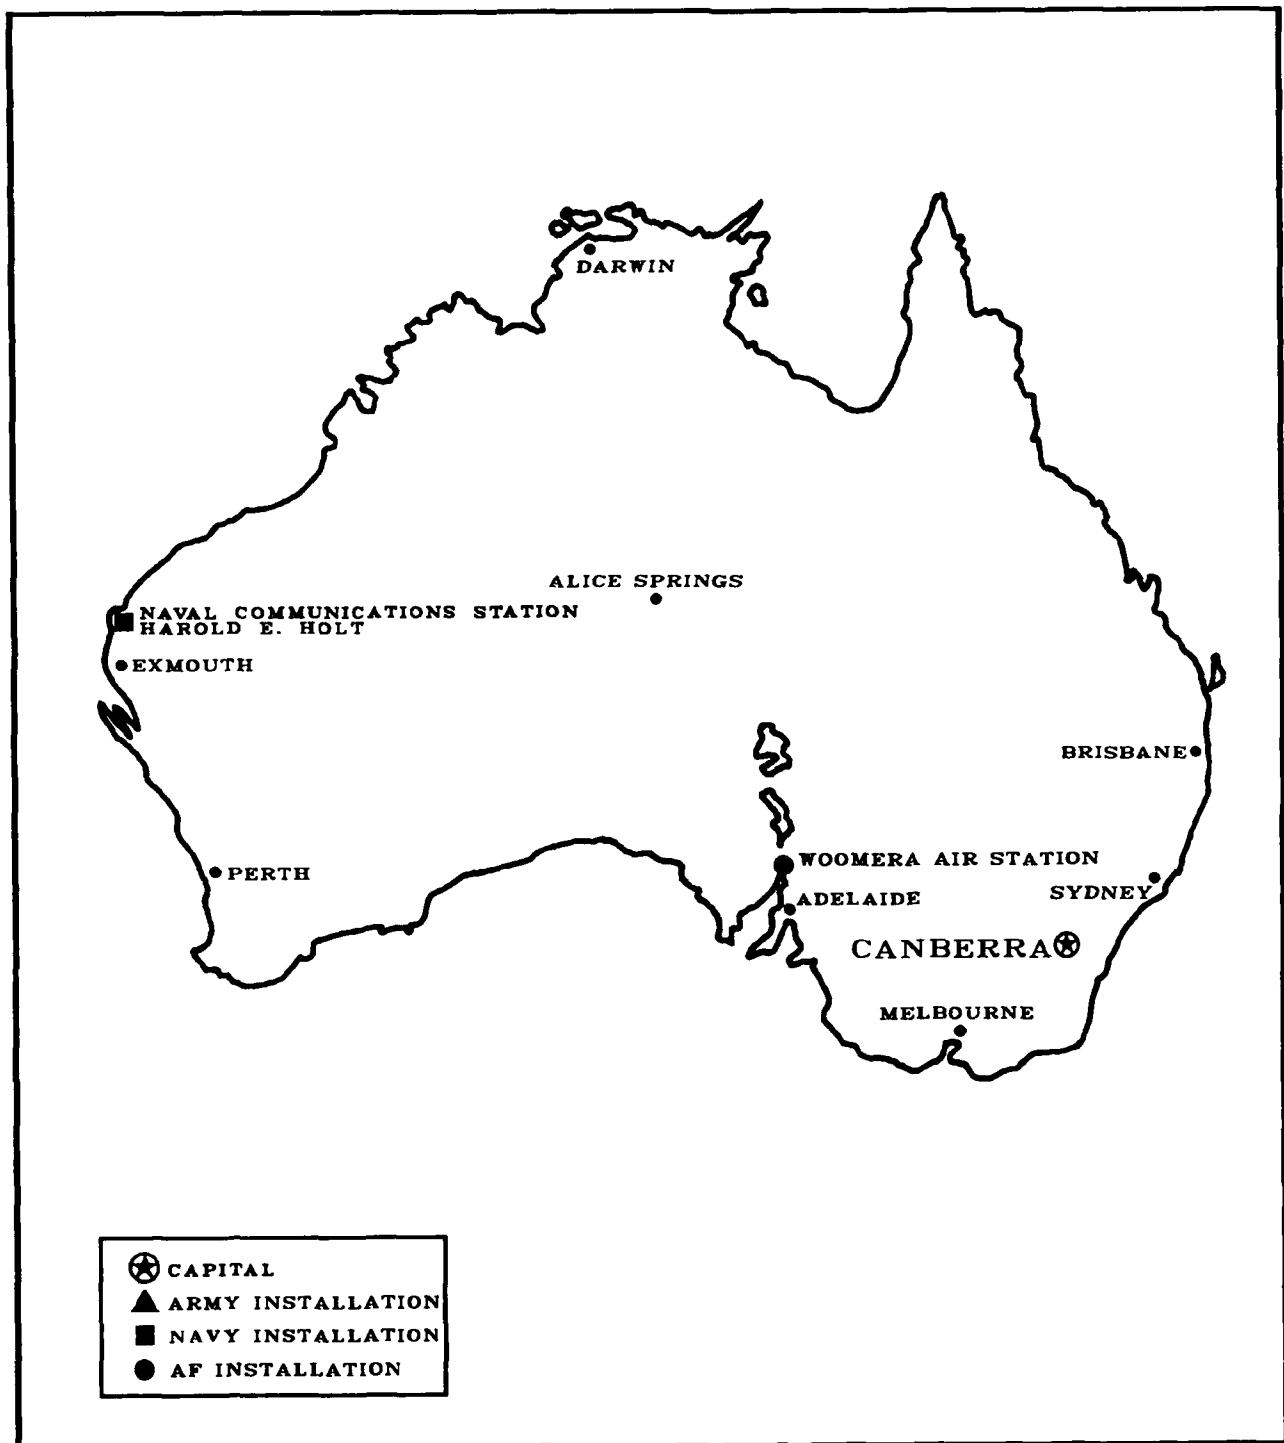 DARWIN
ALICE SPRINGS
NAVAL COMMUNICATIONS STATION
HAROLD E. HOLT
EXMOUTH
BRISBANE
WOOMERA AIR STATION
PERTH
SYDNEY
ADELAIDE
CANBERRA
MELBOURNE
CAPITAL
ARMY INSTALLATION
NAVY INSTALLATION
AF INSTALLATION